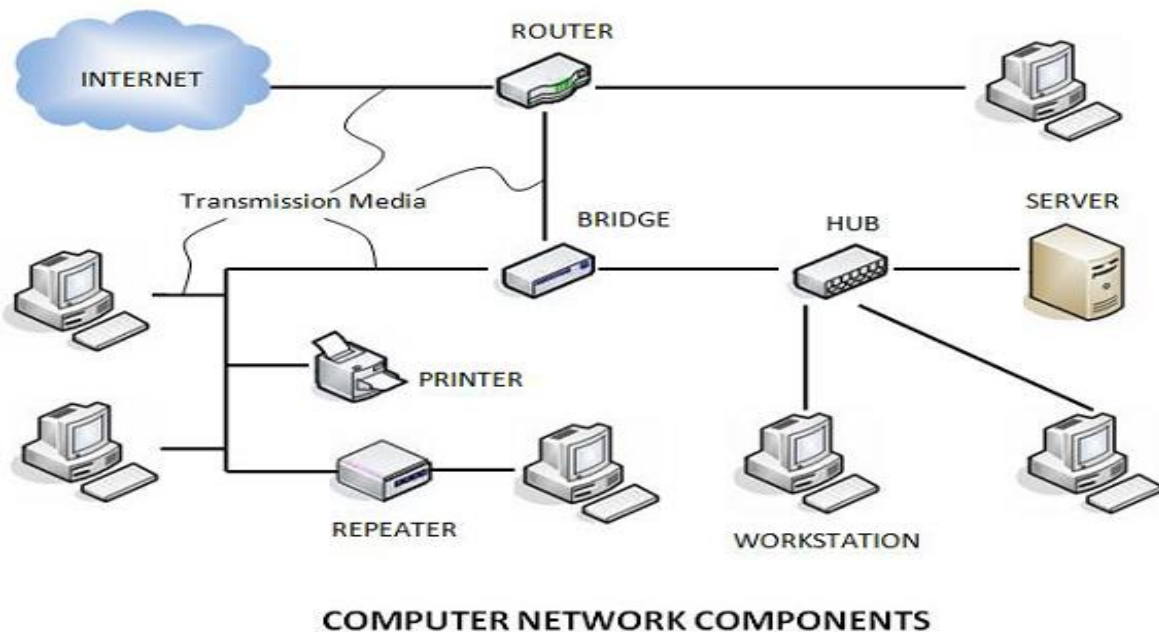 ROUTER
INTERNET
Transmission Media
BRIDGE
HUB
SERVER
PRINTER
REPEATER
WORKSTATION
COMPUTER NETWORK COMPONENTS